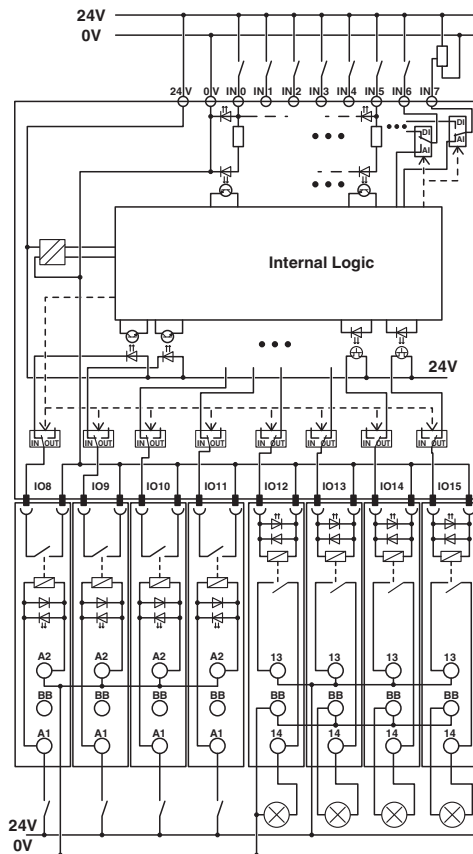 24V
0V
24V 0V IN0 IN1 IN2 IN3 IN4 IN5 IN6 IN7
DI DI
AI AI
Internal Logic
24V
IN OUT IN OUT IN OUT IN OUT IN OUT IN OUT IN OUT IN OUT
IO8 IO9 IO10 IO11 IO12 IO13 IO14 IO15
A2 A2 A2 A2 13 13 13 13
BB BB BB BB BB BB BB BB
A1 A1 A1 A1 14 14 14 14
24V
0V